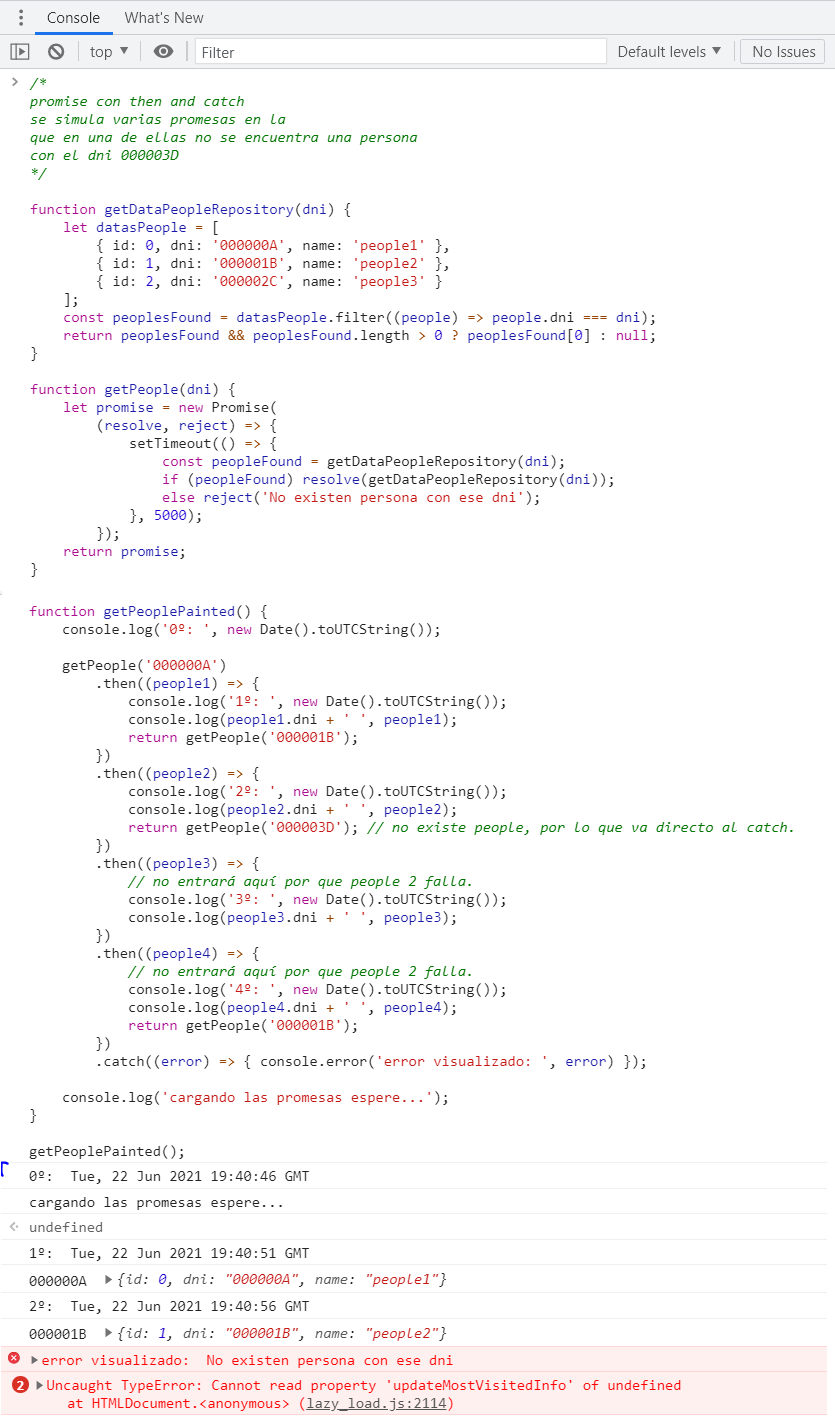 Console What's New
top Filter Default levels No Issues
/*
promise con then and catch
se simula varias promesas en la
que en una de ellas no se encuentra una persona
con el dni 000003D
*/
function getDataPeopleRepository(dni) {
let datasPeople = [
{ id: 0, dni: '000000A', name: 'people1' },
{ id: 1, dni: '000001B', name: 'people2' },
{ id: 2, dni: '000002C', name: 'people3' }
];
const peoplesFound = datasPeople.filter((people) => people.dni === dni);
return peoplesFound && peoplesFound.length > 0 ? peoplesFound[0] : null;
}
function getPeople(dni) {
let promise = new Promise(
(resolve, reject) => {
setTimeout(() => {
const peopleFound = getDataPeopleRepository(dni);
if (peopleFound) resolve(getDataPeopleRepository(dni));
else reject('No existen persona con ese dni');
}, 5000);
});
return promise;
}
function getPeoplePainted() {
console.log('0º: ', new Date().toUTCString());
getPeople('000000A')
.then((people1) => {
console.log('1º: ', new Date().toUTCString());
console.log(people1.dni + ' ', people1);
return getPeople('000001B');
})
.then((people2) => {
console.log('2º: ', new Date().toUTCString());
console.log(people2.dni + ' ', people2);
return getPeople('000003D'); // no existe people, por lo que va directo al catch.
})
.then((people3) => {
// no entrará aquí por que people 2 falla.
console.log('3º: ', new Date().toUTCString());
console.log(people3.dni + ' ', people3);
})
.then((people4) => {
// no entrará aquí por que people 2 falla.
console.log('4º: ', new Date().toUTCString());
console.log(people4.dni + ' ', people4);
return getPeople('000001B');
})
.catch((error) => { console.error('error visualizado: ', error) });
console.log('cargando las promesas espere...');
}
getPeoplePainted();
0º: Tue, 22 Jun 2021 19:40:46 GMT
cargando las promesas espere...
undefined
1º: Tue, 22 Jun 2021 19:40:51 GMT
000000A {id: 0, dni: "000000A", name: "people1"}
2º: Tue, 22 Jun 2021 19:40:56 GMT
000001B {id: 1, dni: "000001B", name: "people2"}
error visualizado: No existen persona con ese dni
2 Uncaught TypeError: Cannot read property 'updateMostVisitedInfo' of undefined
at HTMLDocument.<anonymous> (lazy_load.js:2114)